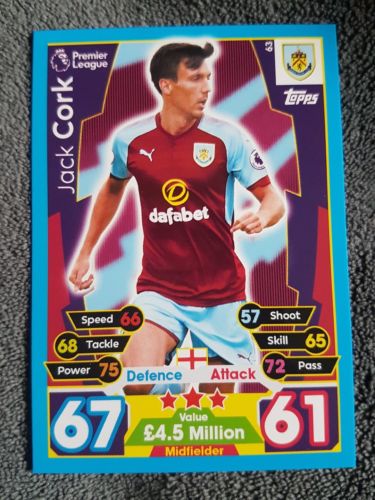 Premier
League
Jack Cork
63
Topps
dafabet
Speed 66
68 Tackle
Power 75
57 Shoot
Skill 65
72 Pass
Defence Attack
67
61
Value
£4.5 Million
Midfielder